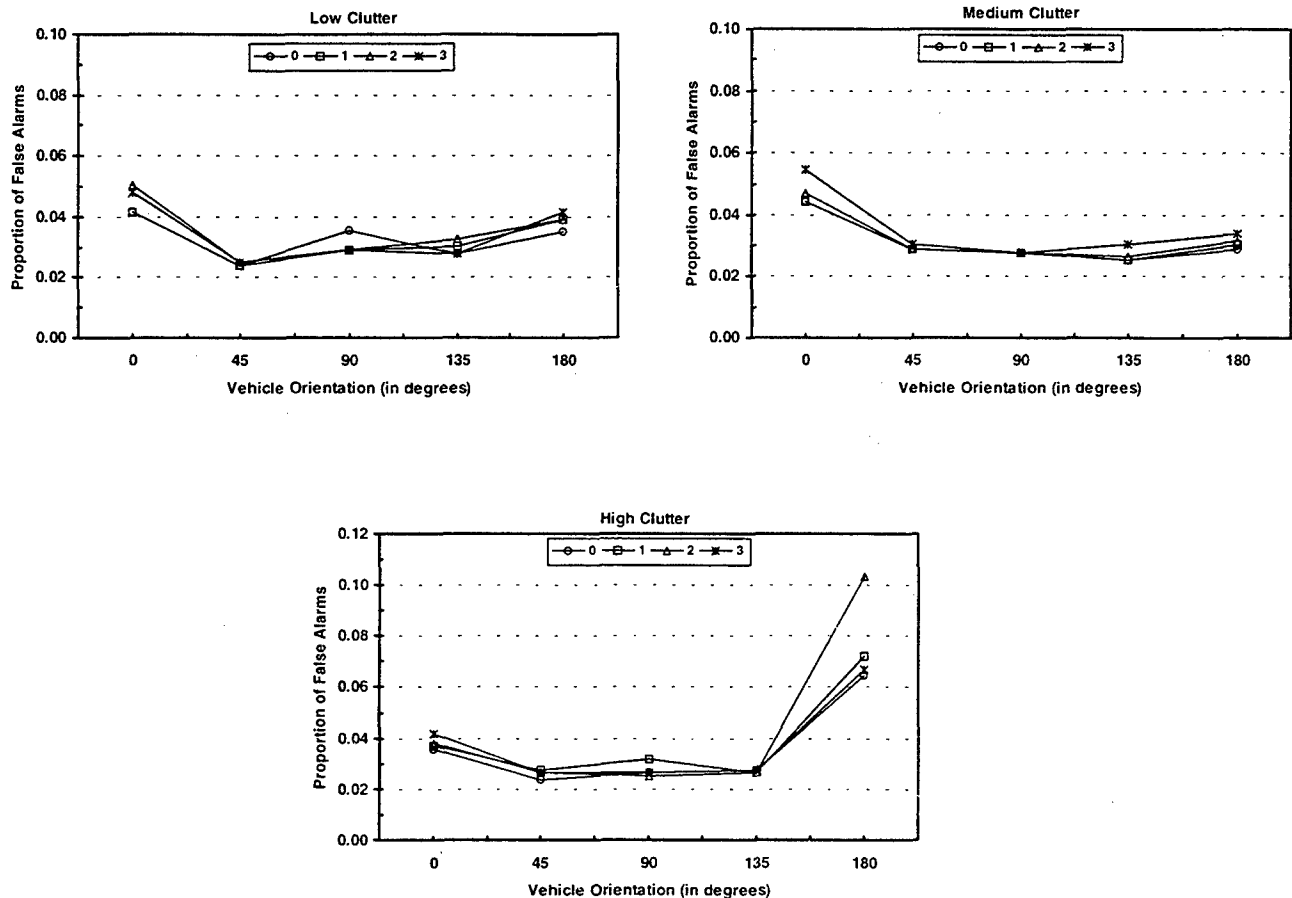 Low Clutter
0.10
0 1 2 3
0.08
0.06
0.04
0.02
0.00
Proportion of False Alarms
0 45 90 135 180
Vehicle Orientation (in degrees)
Medium Clutter
0.10
0 1 2 3
0.08
0.06
0.04
0.02
0.00
Proportion of False Alarms
0 45 90 135 180
Vehicle Orientation (in degrees)
High Clutter
0.12
0 1 2 3
0.10
0.08
0.06
0.04
0.02
0.00
Proportion of False Alarms
0 45 90 135 180
Vehicle Orientation (in degrees)